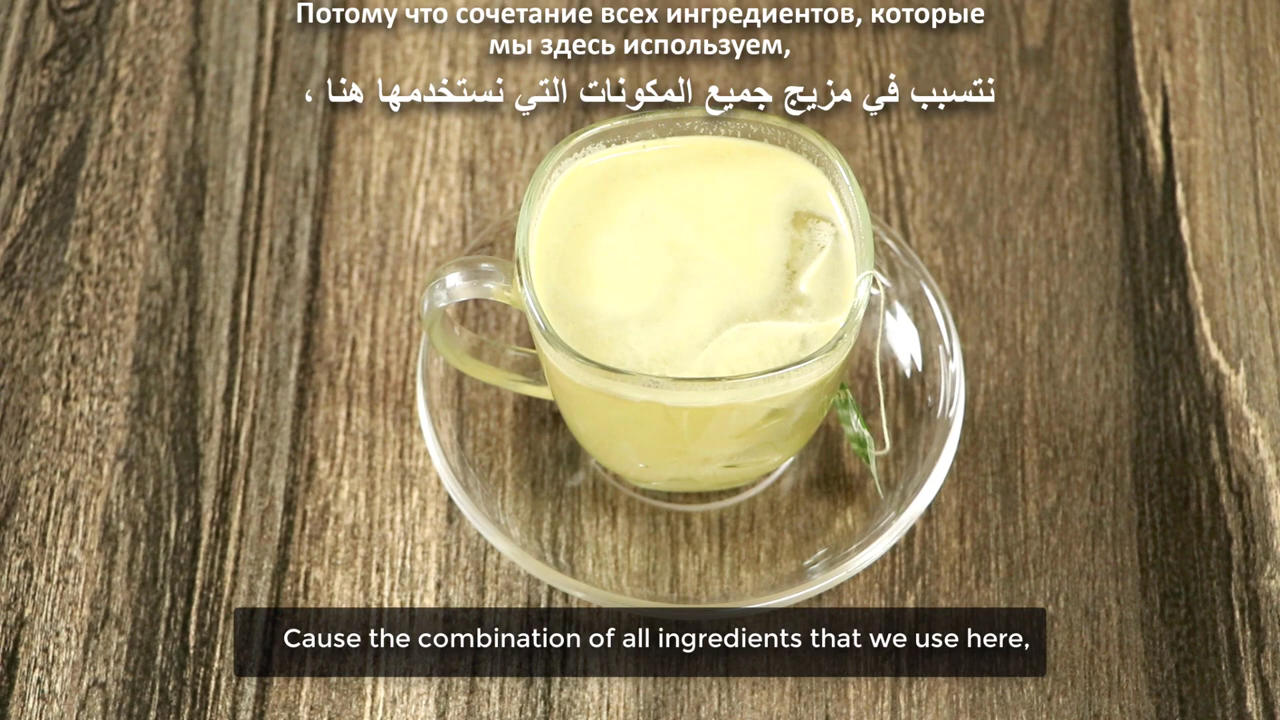 Потому что сочетание всех ингредиентов, которые
мы здесь используем,
نتسبب في مزيج جميع المكونات التي نستخدمها هنا ،
Cause the combination of all ingredients that we use here,